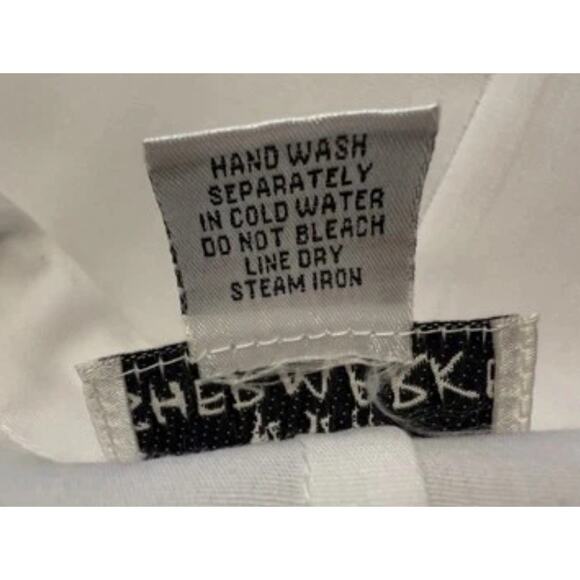 HAND WASH
SEPARATELY
IN COLD WATER
DO NOT BLEACH
LINE DRY
STEAM IRON